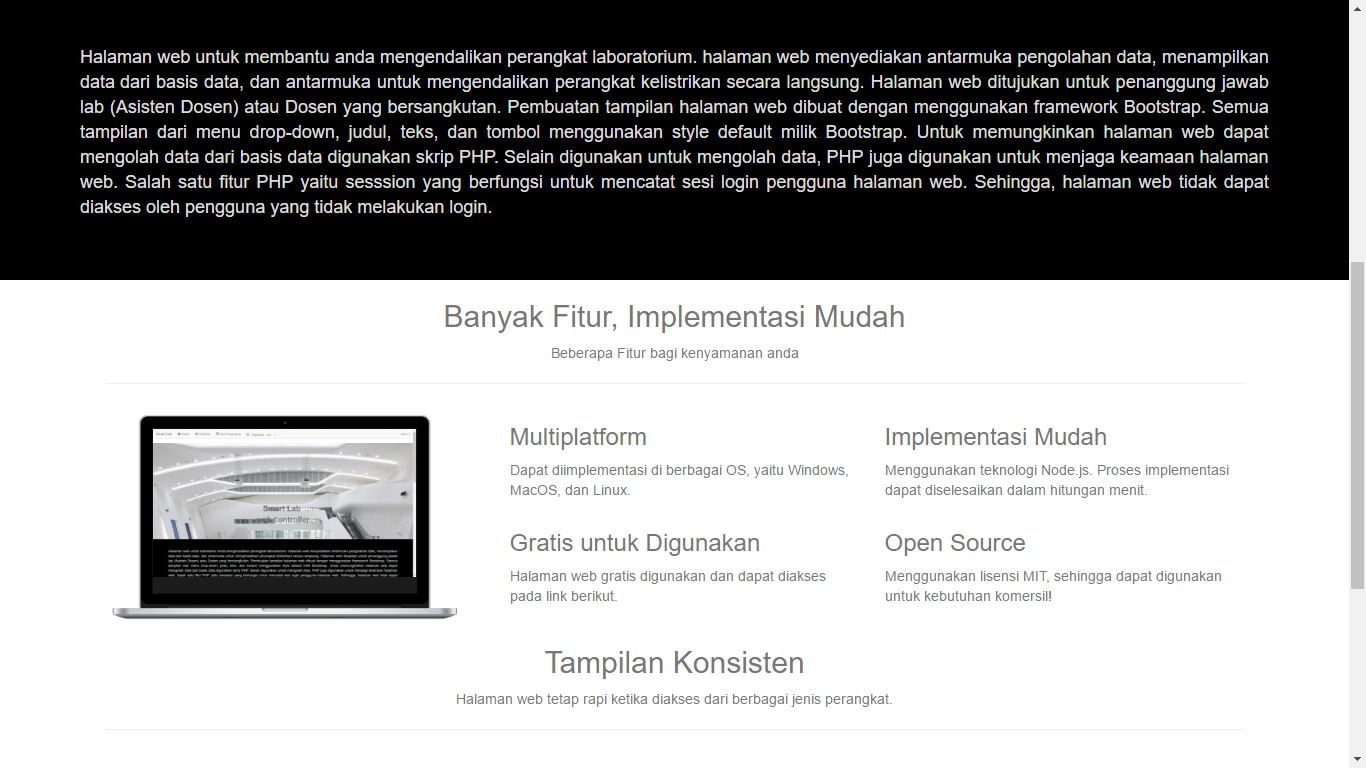 Halaman web untuk membantu anda mengendalikan perangkat laboratorium. halaman web menyediakan antarmuka pengolahan data, menampilkan
data dari basis data, dan antarmuka untuk mengendalikan perangkat kelistrikan secara langsung. Halaman web ditujukan untuk penanggung jawab
lab (Asisten Dosen) atau Dosen yang bersangkutan. Pembuatan tampilan halaman web dibuat dengan menggunakan framework Bootstrap. Semua
tampilan dari menu drop-down, judul, teks, dan tombol menggunakan style default milik Bootstrap. Untuk memungkinkan halaman web dapat
mengolah data dari basis data digunakan skrip PHP. Selain digunakan untuk mengolah data, PHP juga digunakan untuk menjaga keamaan halaman
web. Salah satu fitur PHP yaitu sesssion yang berfungsi untuk mencatat sesi login pengguna halaman web. Sehingga, halaman web tidak dapat
diakses oleh pengguna yang tidak melakukan login.
Banyak Fitur, Implementasi Mudah
Beberapa Fitur bagi kenyamanan anda
Smart Lab
controller
Multiplatform
Dapat diimplementasi di berbagai OS, yaitu Windows,
MacOS, dan Linux.
Implementasi Mudah
Menggunakan teknologi Node.js. Proses implementasi
dapat diselesaikan dalam hitungan menit.
Gratis untuk Digunakan
Halaman web gratis digunakan dan dapat diakses
pada link berikut.
Open Source
Menggunakan lisensi MIT, sehingga dapat digunakan
untuk kebutuhan komersil!
Tampilan Konsisten
Halaman web tetap rapi ketika diakses dari berbagai jenis perangkat.